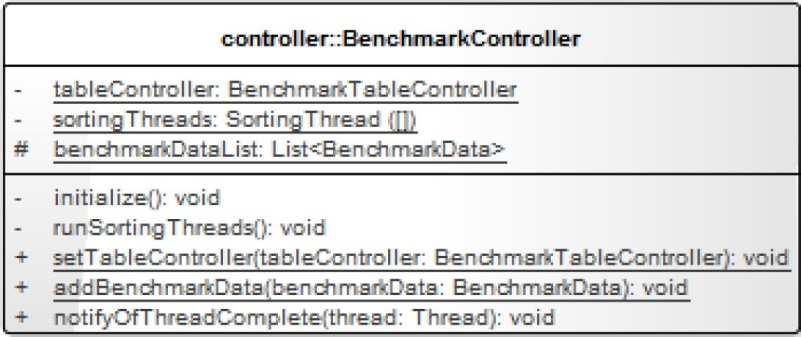 controller::BenchmarkController
- tableController: BenchmarkTableController
- sortingThreads: SortingThread ([])
# benchmarkDataList: List<BenchmarkData>
- initialize(): void
- runSortingThreads(): void
+ setTableController(tableController: BenchmarkTableController): void
+ addBenchmarkData(benchmarkData: BenchmarkData): void
+ notifyOfThreadComplete(thread: Thread): void